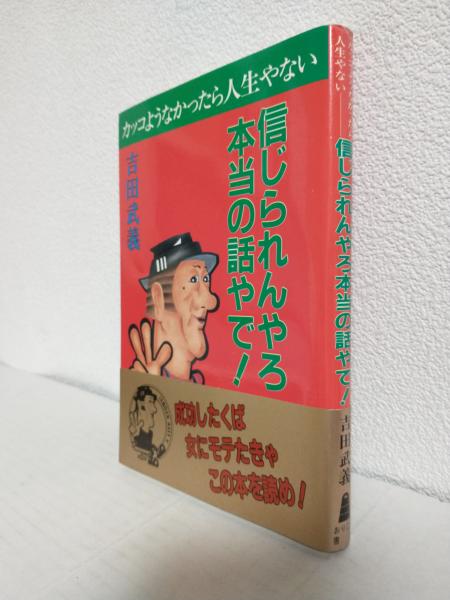 カッコようなかったら人生やない
信じられんやろ
本当の話やで!
吉田武義
成功したくば
女にモテたきゃ
この本を読め!
人生やない——信じられんやろ本当の話やで!
吉田武義
書